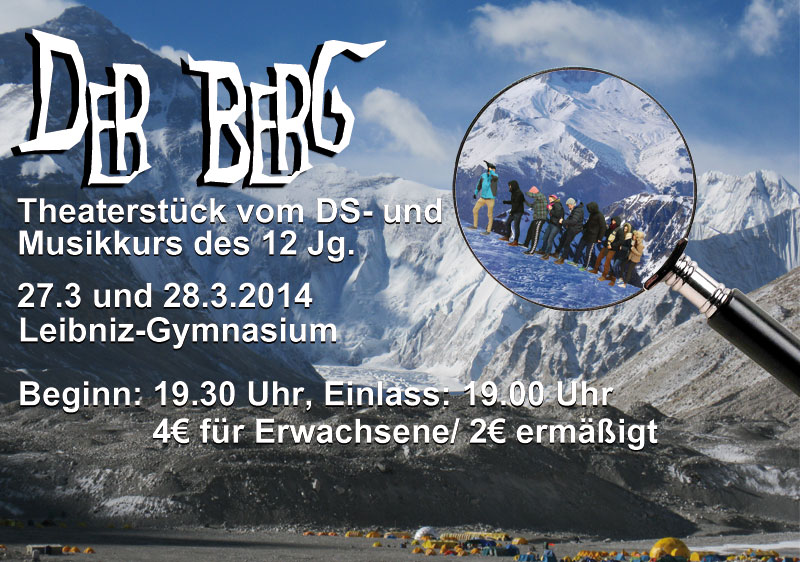 DER BERG
Theaterstück vom DS- und
Musikkurs des 12 Jg.
27.3 und 28.3.2014
Leibniz-Gymnasium
Beginn: 19.30 Uhr, Einlass: 19.00 Uhr
4€ für Erwachsene/ 2€ ermäßigt